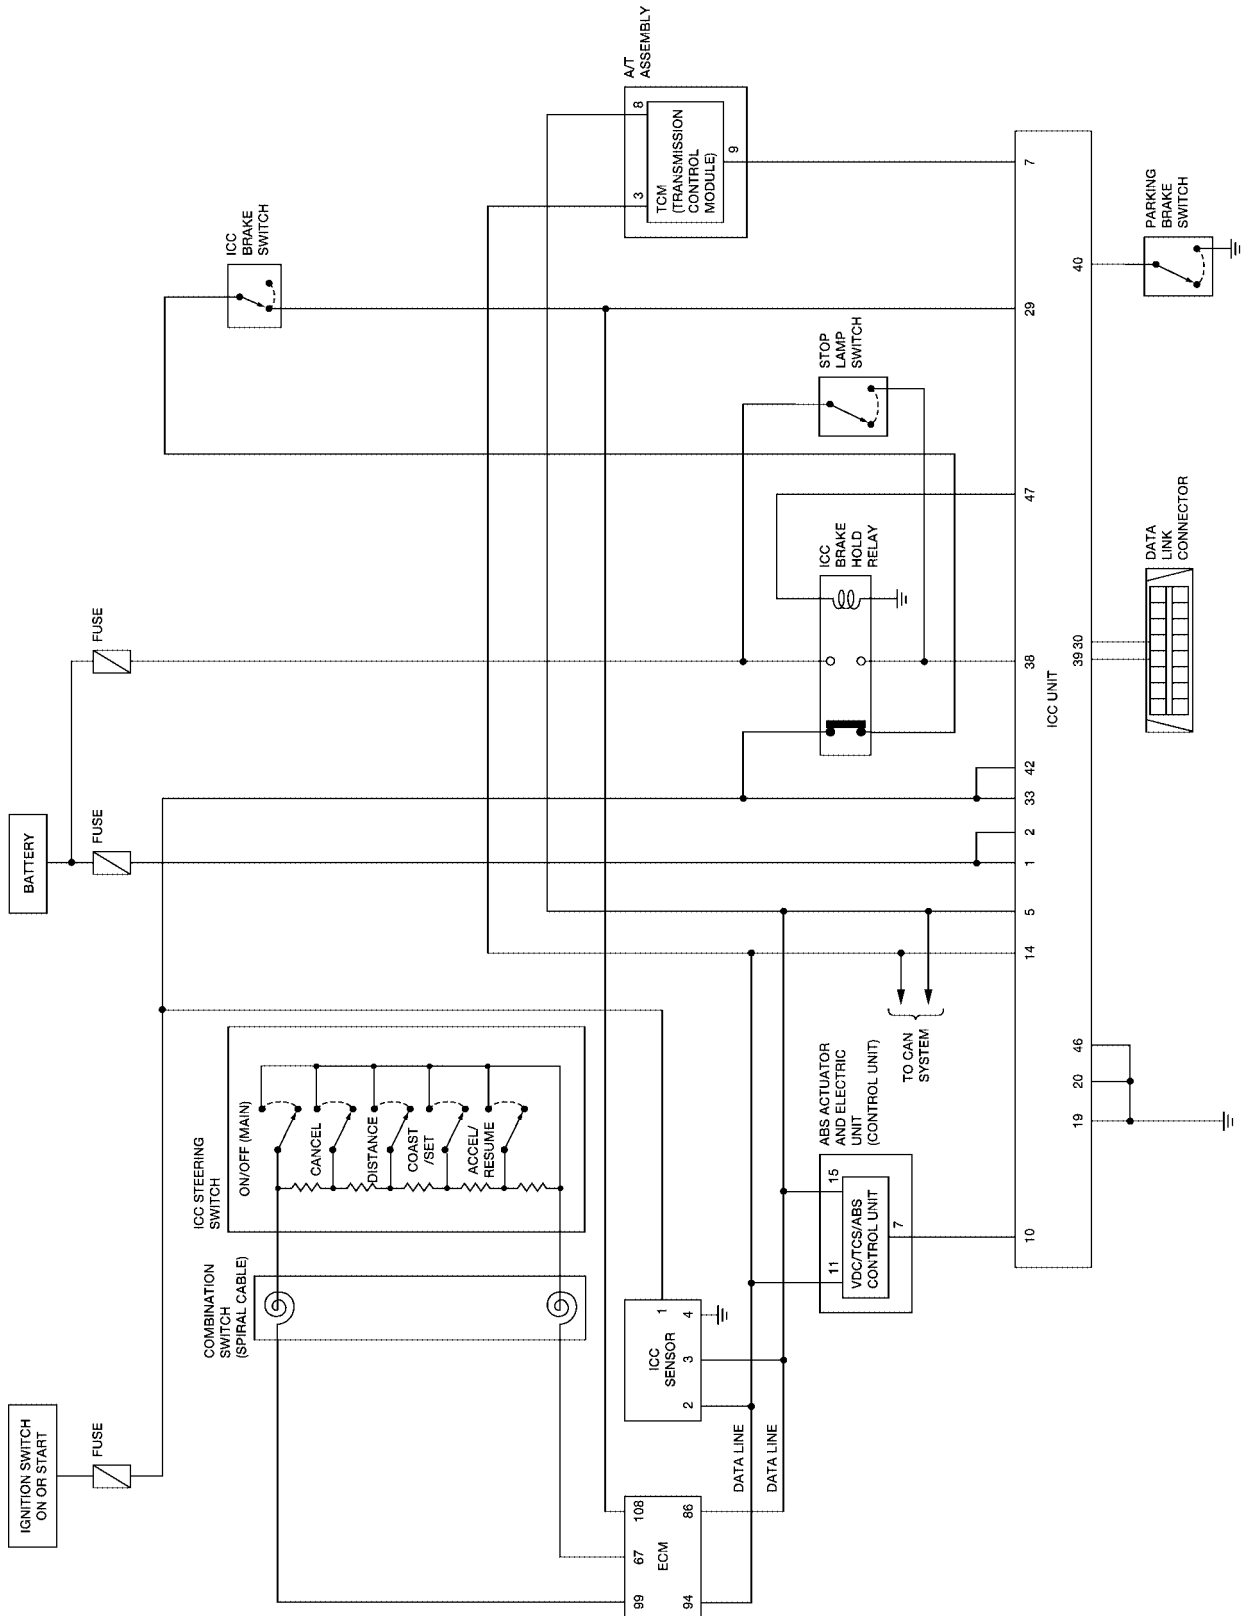 IGNITION SWITCH
ON OR START
FUSE
BATTERY
FUSE
FUSE
COMBINATION
SWITCH
(SPIRAL CABLE)
ICC STEERING
SWITCH
ON/OFF (MAIN)
CANCEL
DISTANCE
COAST
/SET
ACCEL/
RESUME
ICC
BRAKE
SWITCH
A/T
ASSEMBLY
3
8
TCM
(TRANSMISSION
CONTROL
MODULE)
9
99
67
108
ECM
94
86
DATA LINE
DATA LINE
1
ICC
SENSOR
2
3
4
ABS ACTUATOR
AND ELECTRIC
UNIT
(CONTROL UNIT)
11
15
VDC/TCS/ABS
CONTROL UNIT
7
TO CAN
SYSTEM
ICC
BRAKE
HOLD
RELAY
STOP
LAMP
SWITCH
10
14
5
1
2
33
42
38
47
29
7
ICC UNIT
19
20
46
39
30
40
DATA
LINK
CONNECTOR
PARKING
BRAKE
SWITCH